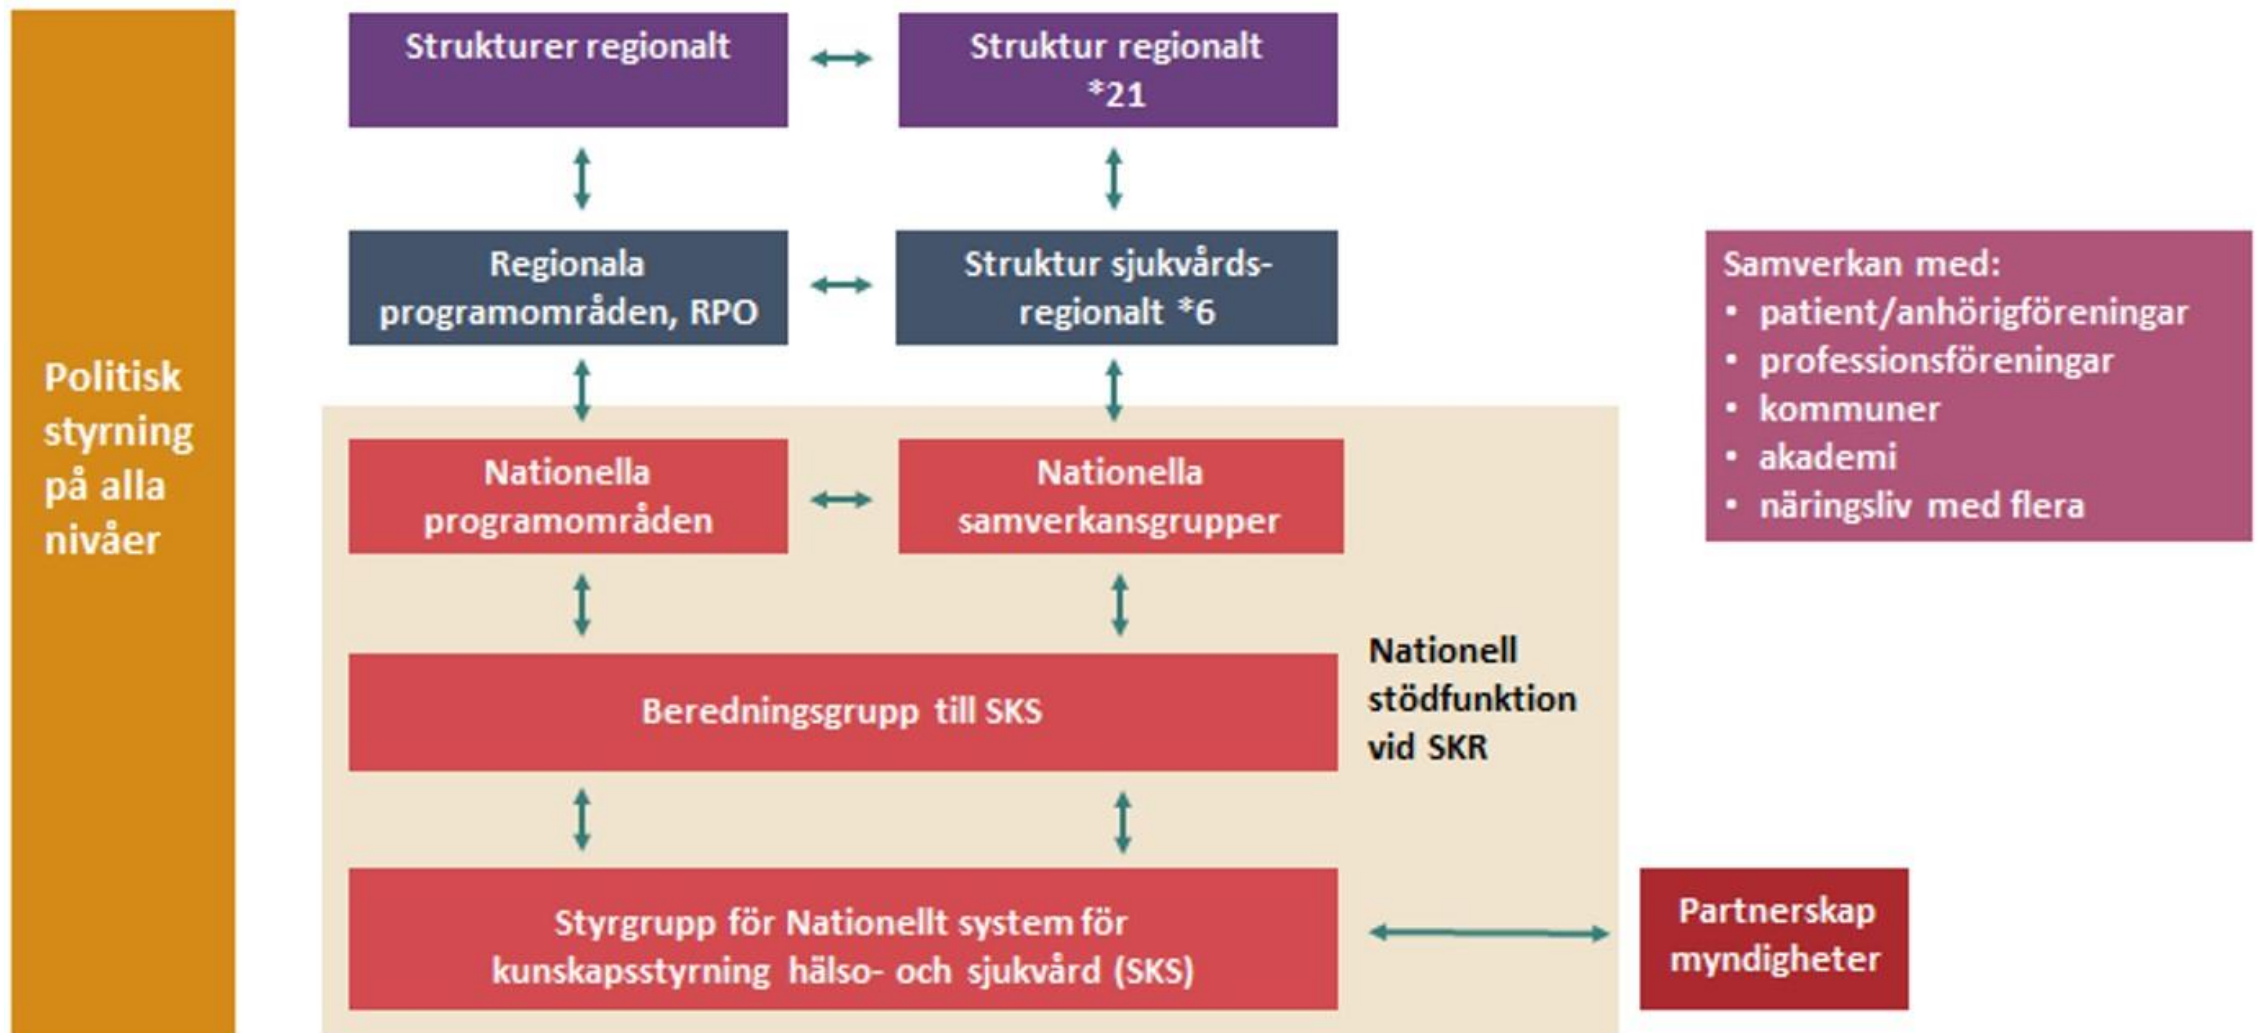 Politisk
styrning
på alla
nivåer
Strukturer regionalt
Struktur regionalt
*21
Regionala
programområden, RPO
Struktur sjukvårds-
regionalt *6
Nationella
programområden
Nationella
samverkansgrupper
Beredningsgrupp till SKS
Styrgrupp för Nationellt system för
kunskapsstyrning hälso- och sjukvård (SKS)
Nationell
stödfunktion
vid SKR
Samverkan med:
• patient/anhörigföreningar
• professionsföreningar
• kommuner
• akademi
• näringsliv med flera
Partnerskap
myndigheter